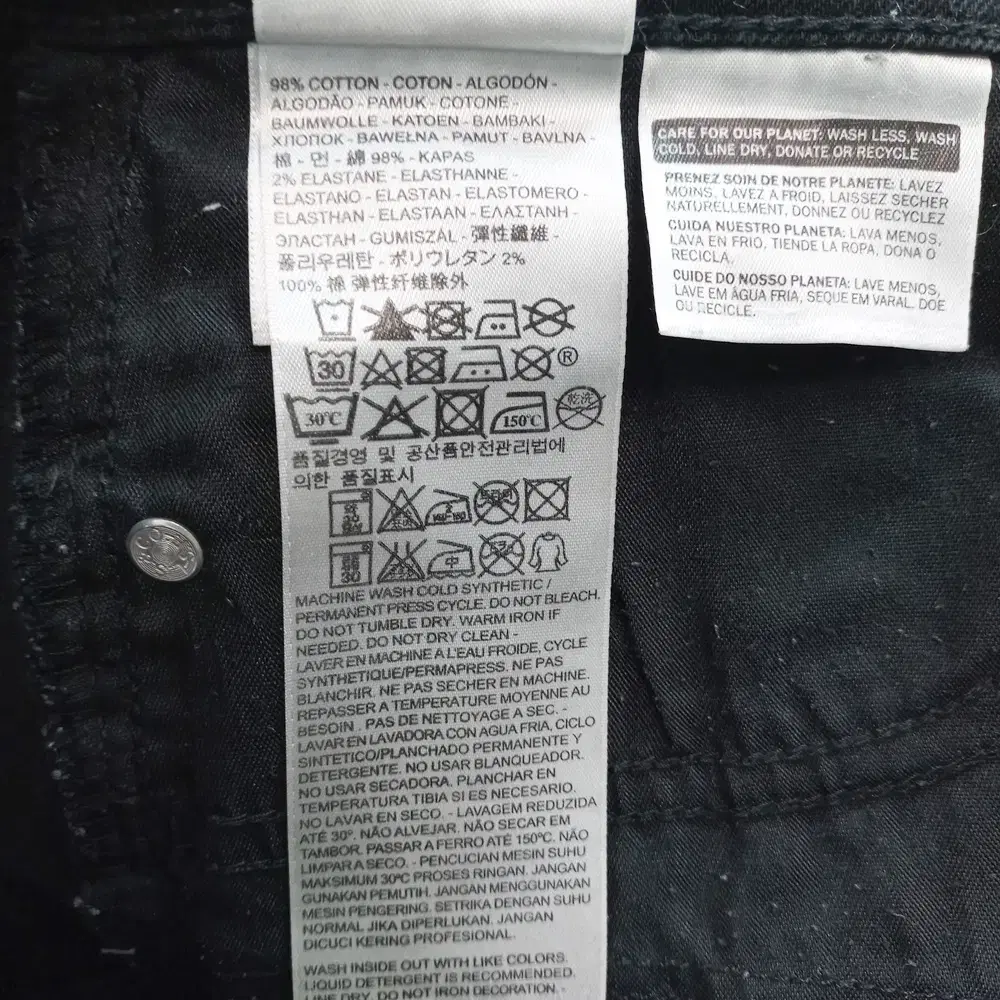 98% COTTON - COTON - ALGODÓN -
ALGODÃO - PAMUK - COTONE -
BAUMWOLLE - KATOEN - BAMBAKI -
ХЛОПОК - BAWEŁNA - PAMUT - BAVLNA -
棉 - 면 - 綿 98% - KAPAS
2% ELASTANE - ELASTHANNE -
ELASTANO - ELASTAN - ELASTOMERO -
ELASTHAN - ELASTAAN - ΕΛΑΣΤΑΝΗ -
ЭЛАСТАН - GUMISZÁL - 彈性纖維 -
폴리우레탄 - ポリウレタン 2%
100% 棉 弹性纤维除外
30 ®
30°C 150°C 乾洗
품질경영 및 공산품안전관리법에
의한 품질표시
30
30 中
MACHINE WASH COLD SYNTHETIC /
PERMANENT PRESS CYCLE. DO NOT BLEACH.
DO NOT TUMBLE DRY. WARM IRON IF
NEEDED. DO NOT DRY CLEAN -
LAVER EN MACHINE A L'EAU FROIDE, CYCLE
SYNTHETIQUE/PERMAPRESS. NE PAS
BLANCHIR. NE PAS SECHER EN MACHINE.
REPASSER A TEMPERATURE MOYENNE AU
BESOIN . PAS DE NETTOYAGE A SEC. -
LAVAR EN LAVADORA CON AGUA FRIA, CICLO
SINTETICO/PLANCHADO PERMANENTE Y
DETERGENTE. NO USAR BLANQUEADOR.
NO USAR SECADORA. PLANCHAR EN
TEMPERATURA TIBIA SI ES NECESARIO.
NO LAVAR EN SECO. - LAVAGEM REDUZIDA
ATÉ 30º. NÃO ALVEJAR. NÃO SECAR EM
TAMBOR. PASSAR A FERRO ATÉ 150ºC. NÃO
LIMPAR A SECO. - PENCUCIAN MESIN SUHU
MAKSIMUM 30ºC PROSES RINGAN. JANGAN
GUNAKAN PEMUTIH. JANGAN MENGGUNAKAN
MESIN PENGERING. SETRIKA DENGAN SUHU
NORMAL JIKA DIPERLUKAN. JANGAN
DICUCI KERING PROFESIONAL.
WASH INSIDE OUT WITH LIKE COLORS.
LIQUID DETERGENT IS RECOMMENDED.
LINE DRY. DO NOT IRON DECORATION. -
CARE FOR OUR PLANET: WASH LESS, WASH
COLD, LINE DRY, DONATE OR RECYCLE
PRENEZ SOIN DE NOTRE PLANETE: LAVEZ
MOINS, LAVEZ À FROID, LAISSEZ SECHER
NATURELLEMENT, DONNEZ OU RECYCLEZ
CUIDA NUESTRO PLANETA: LAVA MENOS,
LAVA EN FRIO, TIENDE LA ROPA, DONA O
RECICLA.
CUIDE DO NOSSO PLANETA: LAVE MENOS,
LAVE EM ÁGUA FRIA, SEQUE EM VARAL. DOE
OU RECICLE.